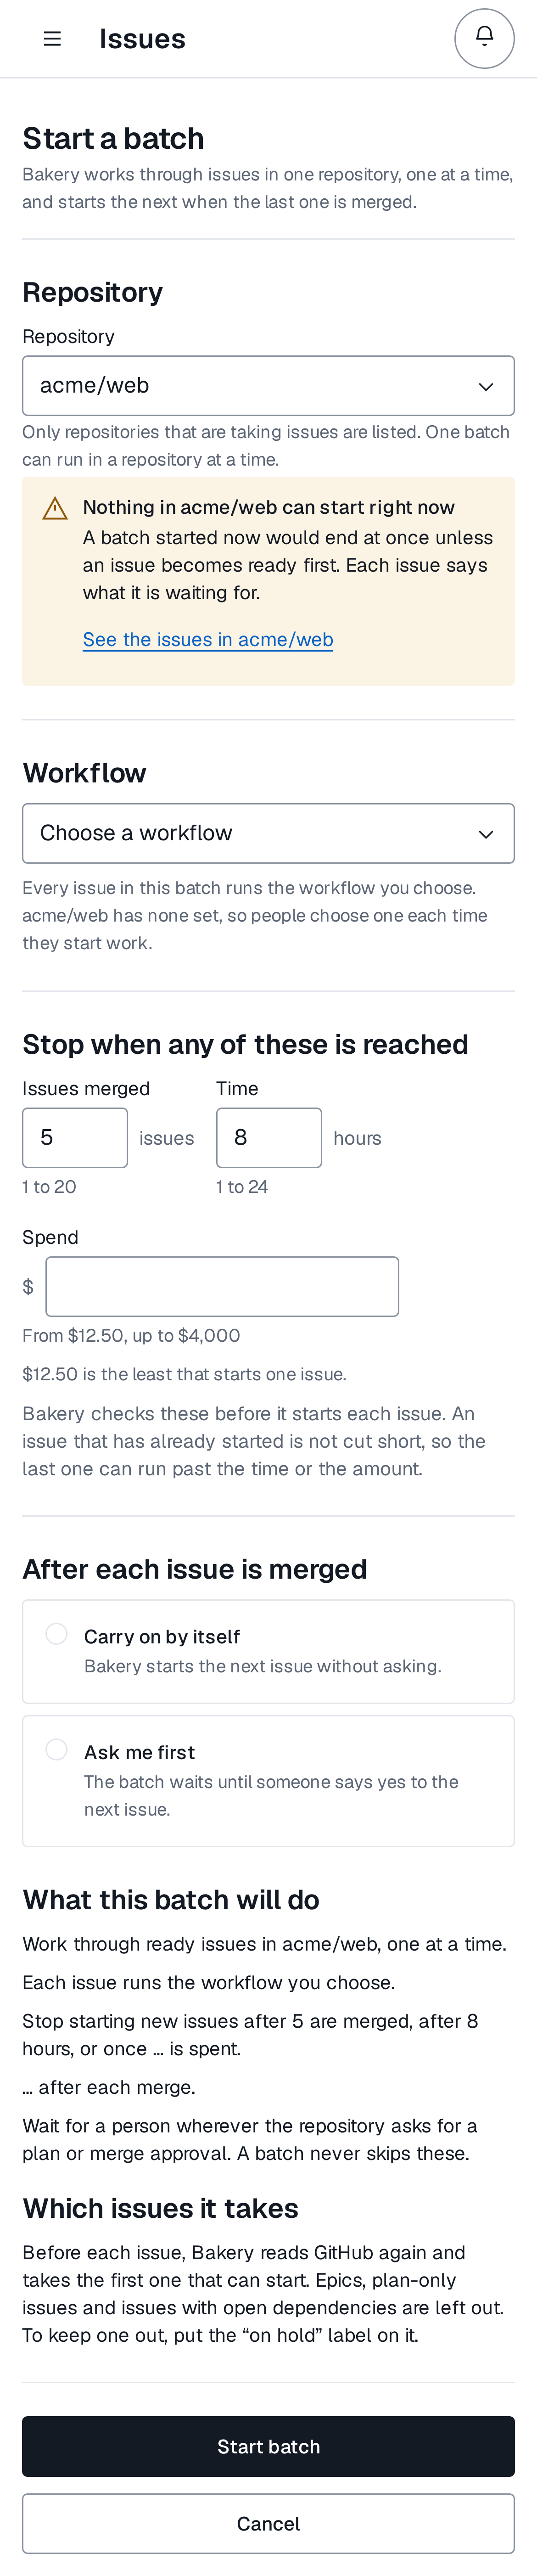 Issues
Start a batch
Bakery works through issues in one repository, one at a time,
and starts the next when the last one is merged.
Repository
Repository
acme/web
Only repositories that are taking issues are listed. One batch
can run in a repository at a time.
Nothing in acme/web can start right now
A batch started now would end at once unless
an issue becomes ready first. Each issue says
what it is waiting for.
See the issues in acme/web
Workflow
Choose a workflow
Every issue in this batch runs the workflow you choose.
acme/web has none set, so people choose one each time
they start work.
Stop when any of these is reached
Issues merged Time
5 issues 8 hours
1 to 20 1 to 24
Spend
$
From $12.50, up to $4,000
$12.50 is the least that starts one issue.
Bakery checks these before it starts each issue. An
issue that has already started is not cut short, so the
last one can run past the time or the amount.
After each issue is merged
Carry on by itself
Bakery starts the next issue without asking.
Ask me first
The batch waits until someone says yes to the
next issue.
What this batch will do
Work through ready issues in acme/web, one at a time.
Each issue runs the workflow you choose.
Stop starting new issues after 5 are merged, after 8
hours, or once … is spent.
… after each merge.
Wait for a person wherever the repository asks for a
plan or merge approval. A batch never skips these.
Which issues it takes
Before each issue, Bakery reads GitHub again and
takes the first one that can start. Epics, plan-only
issues and issues with open dependencies are left out.
To keep one out, put the “on hold” label on it.
Start batch
Cancel